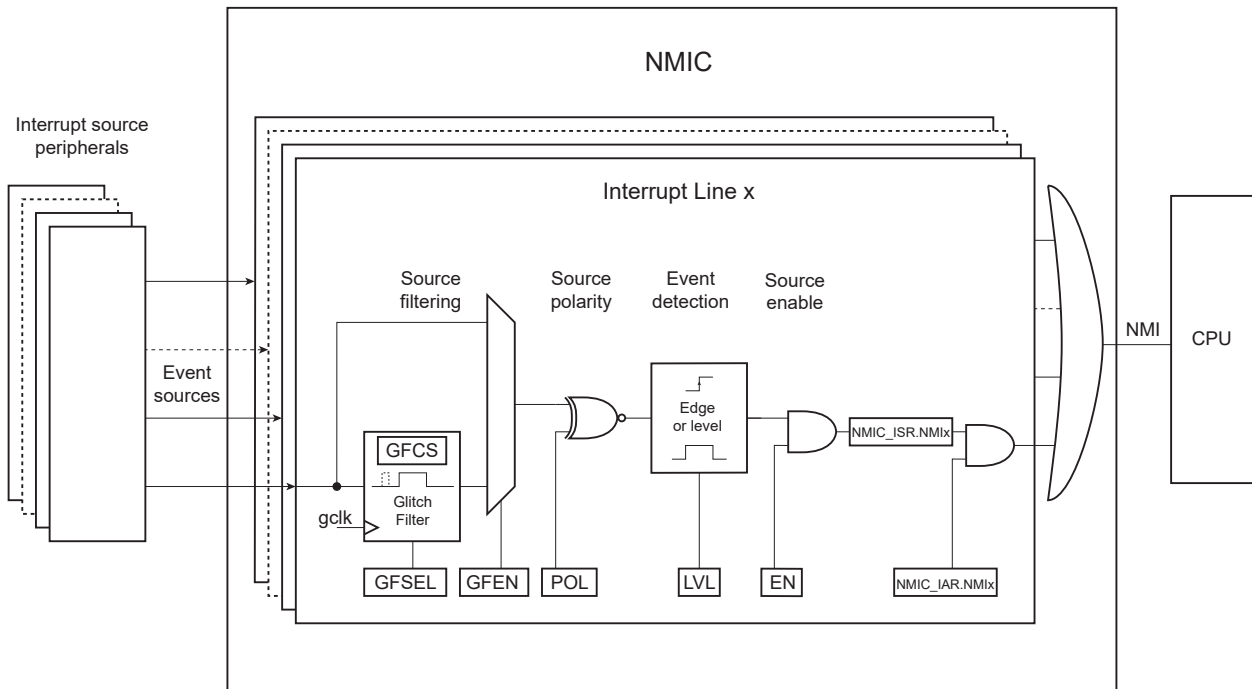 NMIC
Interrupt source
peripherals
Interrupt Line x
Source
filtering
Source
polarity
Event
detection
Source
enable
Event
sources
NMI
CPU
Edge
or level
NMIC_ISR.NMIx
GFCS
Glitch
Filter
gclk
GFSEL
GFEN
POL
LVL
EN
NMIC_IAR.NMIx